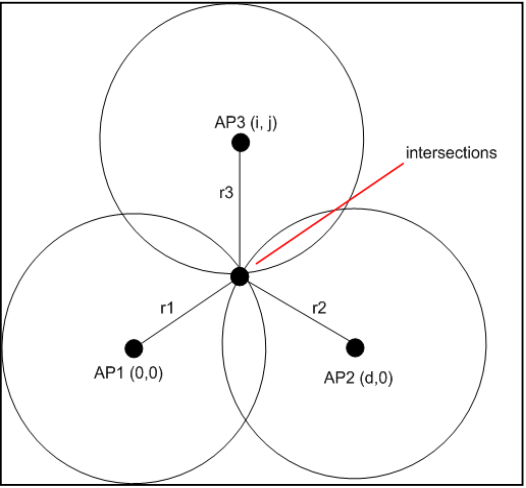 AP3 (i, j)
intersections
r3
r1
r2
AP1 (0,0)
AP2 (d,0)